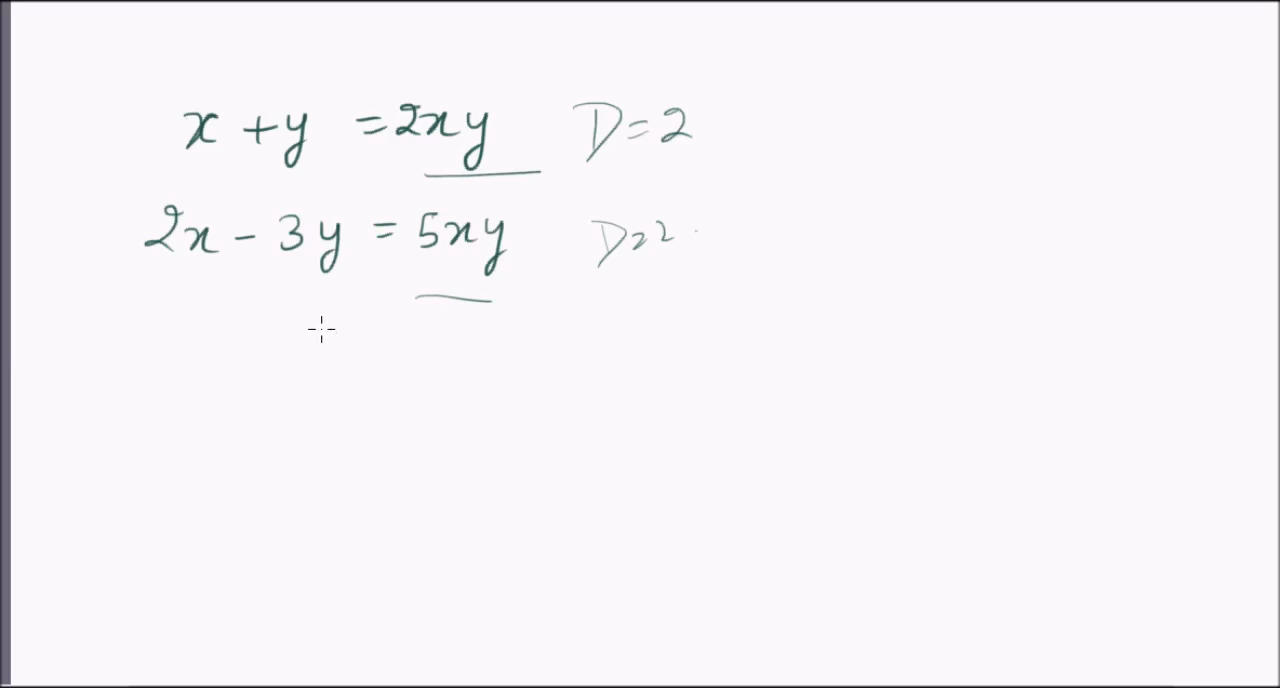 x + y = 2xy D = 2
2x - 3y = 5xy D = 2